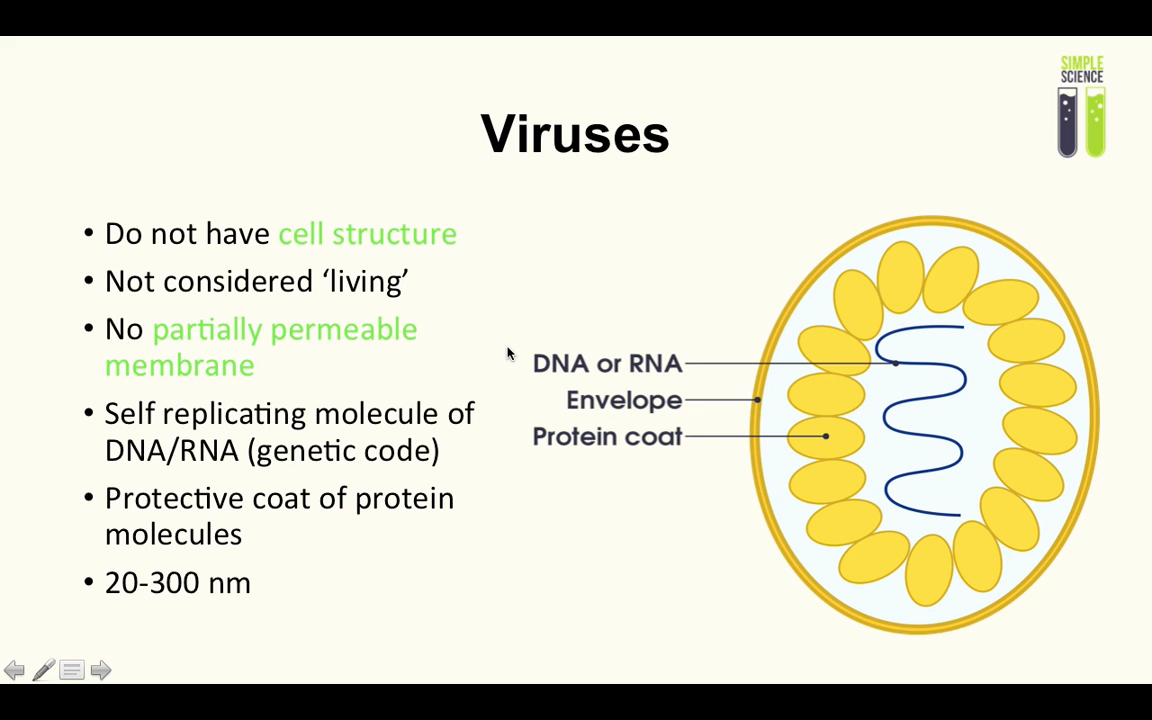 SIMPLE
SCIENCE
Viruses
• Do not have cell structure
• Not considered ‘living’
• No partially permeable
membrane
• Self replicating molecule of
DNA/RNA (genetic code)
• Protective coat of protein
molecules
• 20-300 nm
DNA or RNA
Envelope
Protein coat